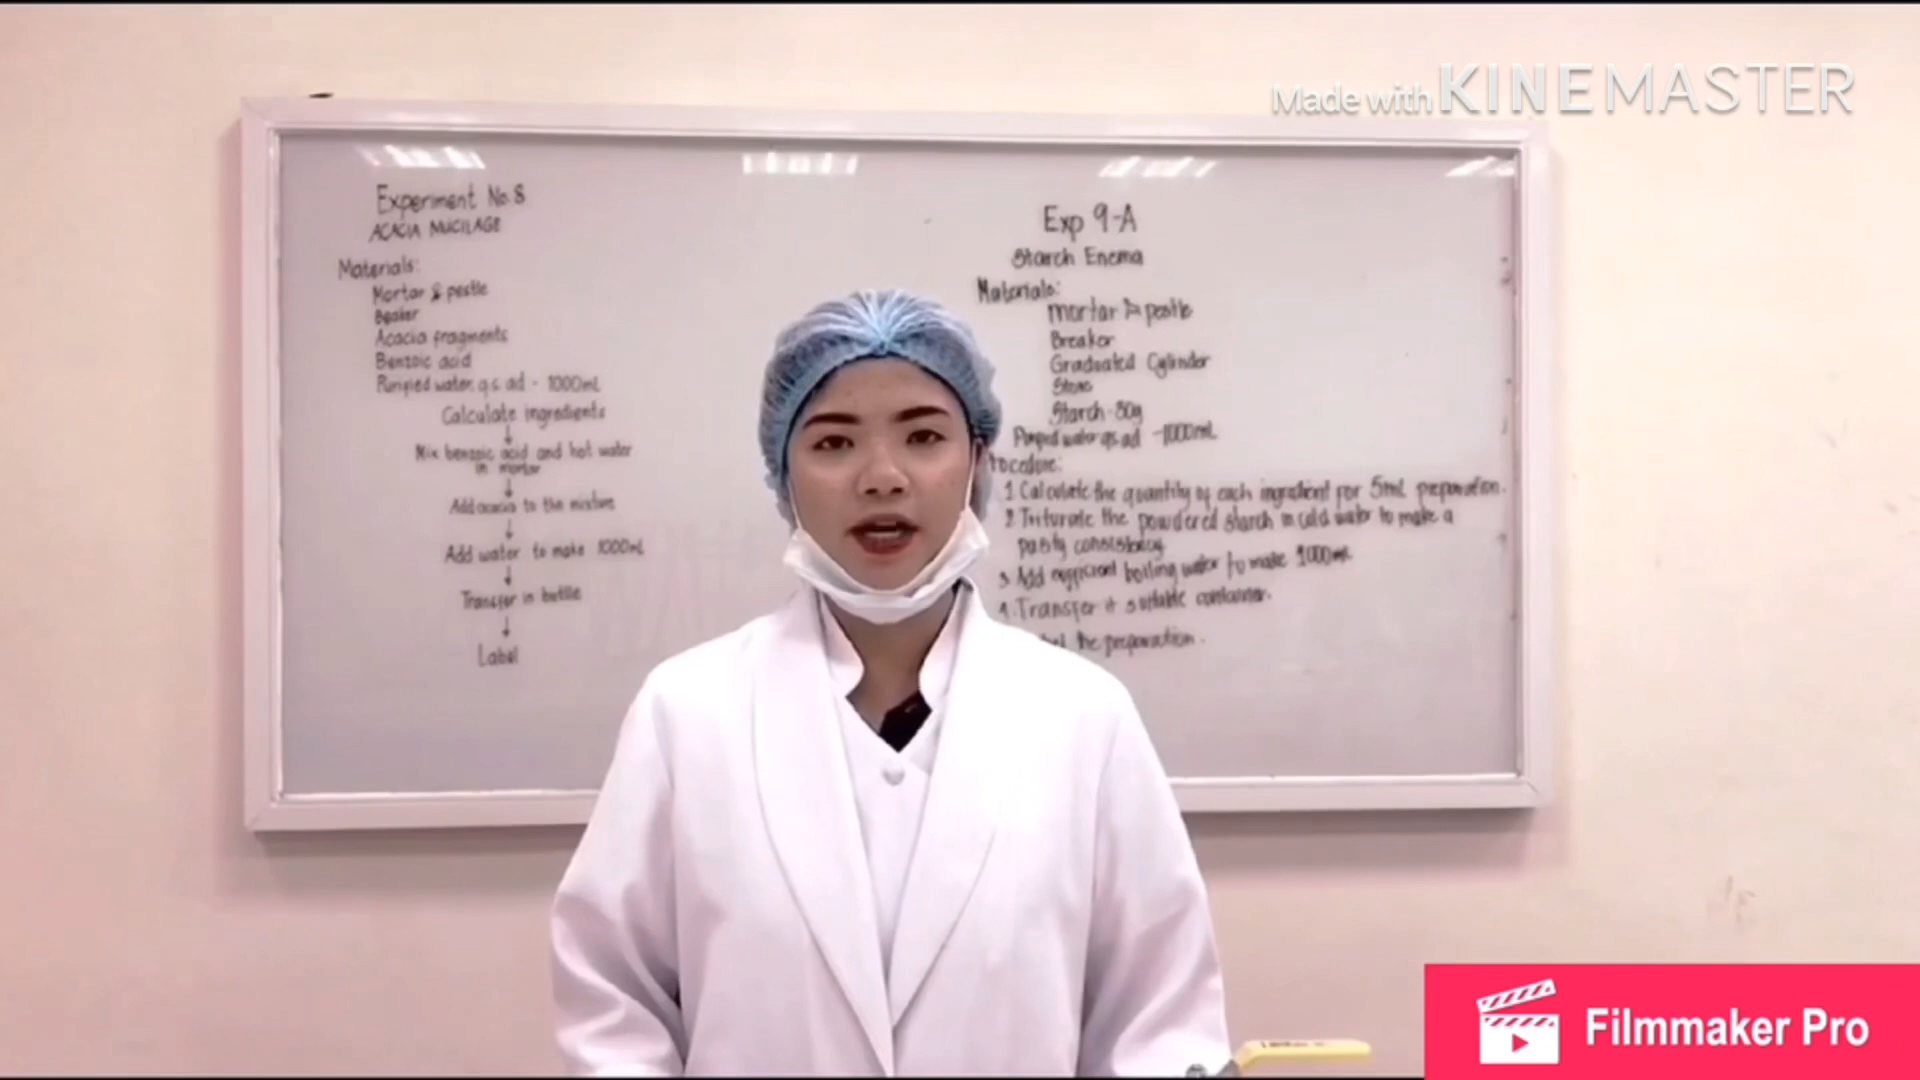 Made with KINEMASTER
Experiment No. 8
ACACIA MUCILAGE
Materials:
Mortar & pestle
Beaker
Acacia fragments
Benzoic acid
Purified water, q.s. ad - 1000mL
Calculate ingredients
Mix benzoic acid and hot water
in mortar
Add acacia to the mixture
Add water to make 1000mL
Transfer in bottle
Label
Exp 9-A
Starch Enema
Materials:
Mortar & pestle
Breaker
Graduated Cylinder
Starch - 30g
water qs ad - 1000mL
1. Calculate the quantity of each ingredient for 5mL preparation.
2. Triturate the powdered starch in cold water to make a
pasty consistency
3. Add sufficient boiling water to make 1000mL
4. Transfer it suitable container.
the preparation.
Filmmaker Pro